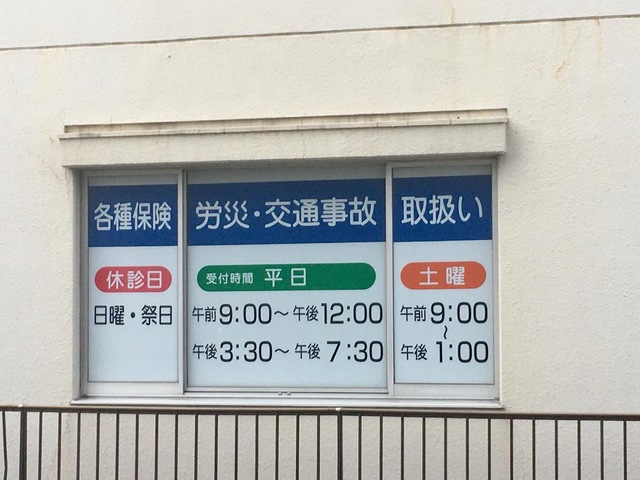 各種保険 労災・交通事故 取扱い
休診日
日曜・祭日
受付時間 平日
午前9:00〜午後12:00
午後3:30〜午後7:30
土曜
午前9:00
〜
午後1:00